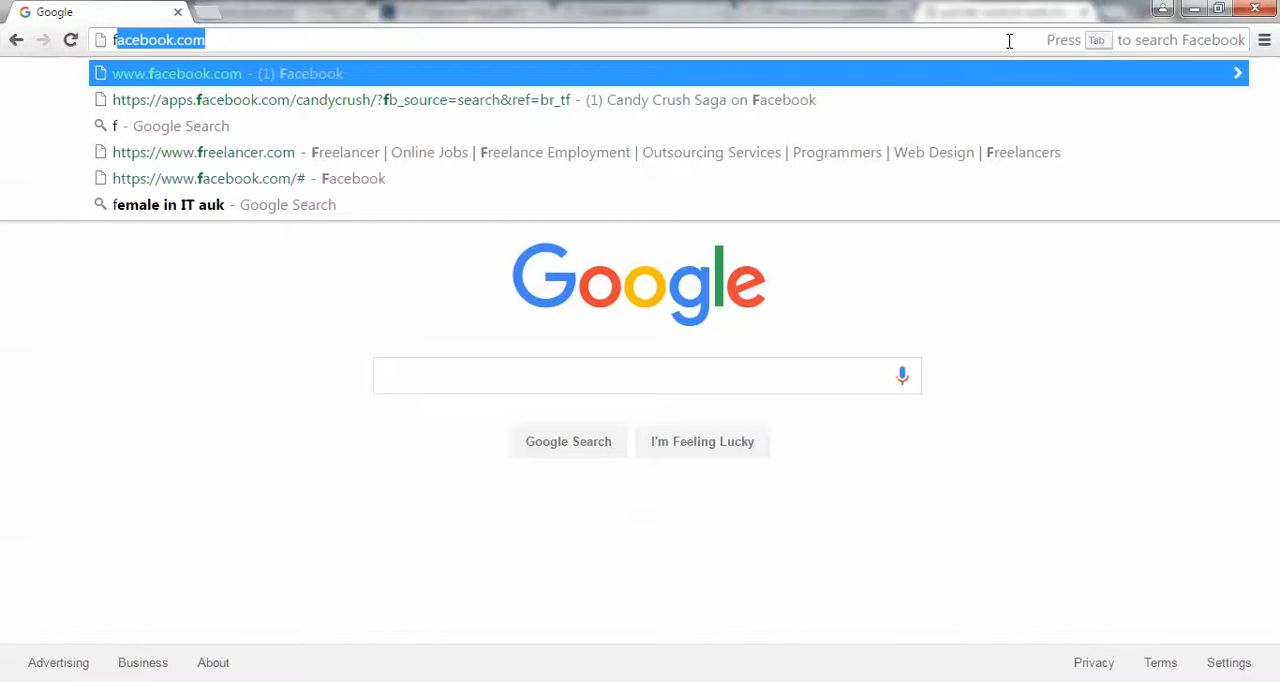 Google
facebook.com
Press Tab to search Facebook
www.facebook.com - (1) Facebook
https://apps.facebook.com/candycrush/?fb_source=search&ref=br_tf - (1) Candy Crush Saga on Facebook
f - Google Search
https://www.freelancer.com - Freelancer | Online Jobs | Freelance Employment | Outsourcing Services | Programmers | Web Design | Freelancers
https://www.facebook.com/# - Facebook
female in IT auk - Google Search
Google
Google Search I'm Feeling Lucky
Advertising Business About Privacy Terms Settings